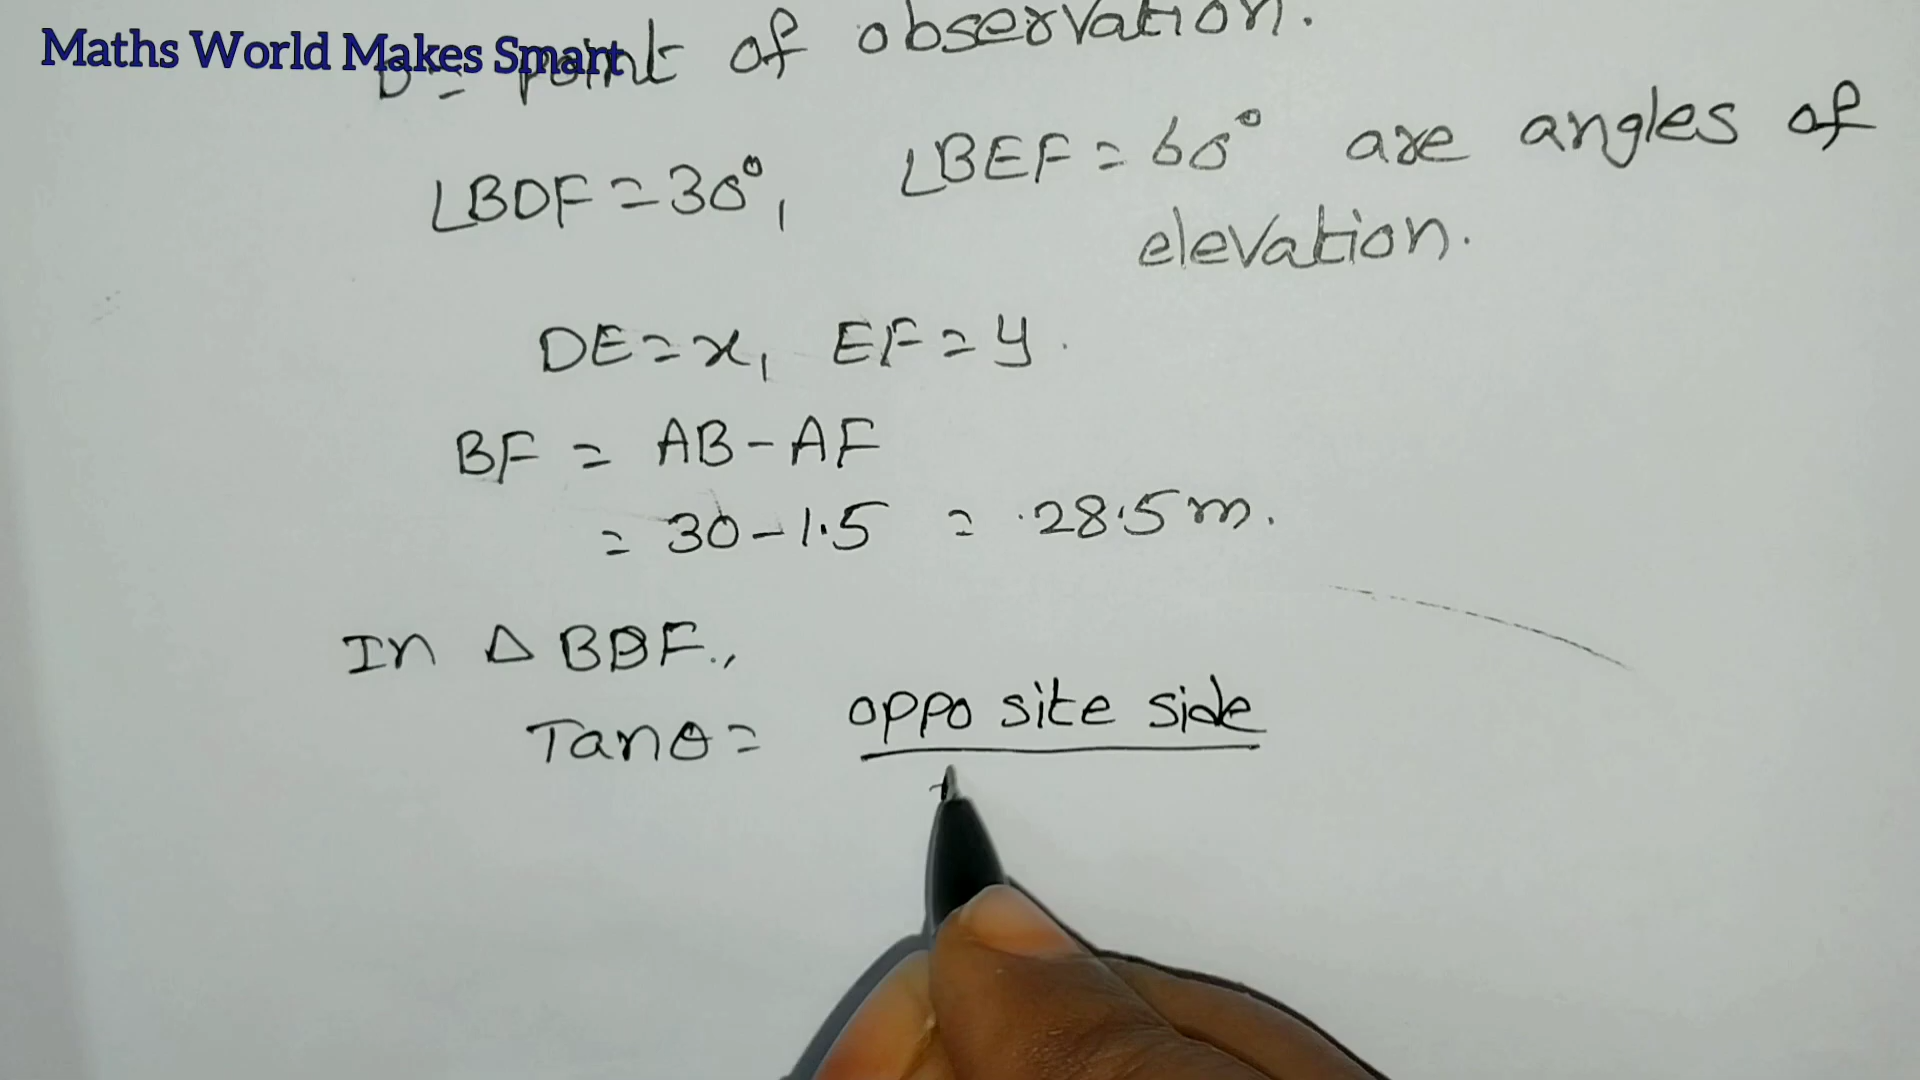 Maths World Makes Smart
D = point of observation.
∠BDF = 30°, ∠BEF = 60° are angles of
elevation.
DE = x, EF = y.
BF = AB - AF
= 30 - 1.5 = 28.5 m.
In △ BDF.,
Tanθ = opposite side